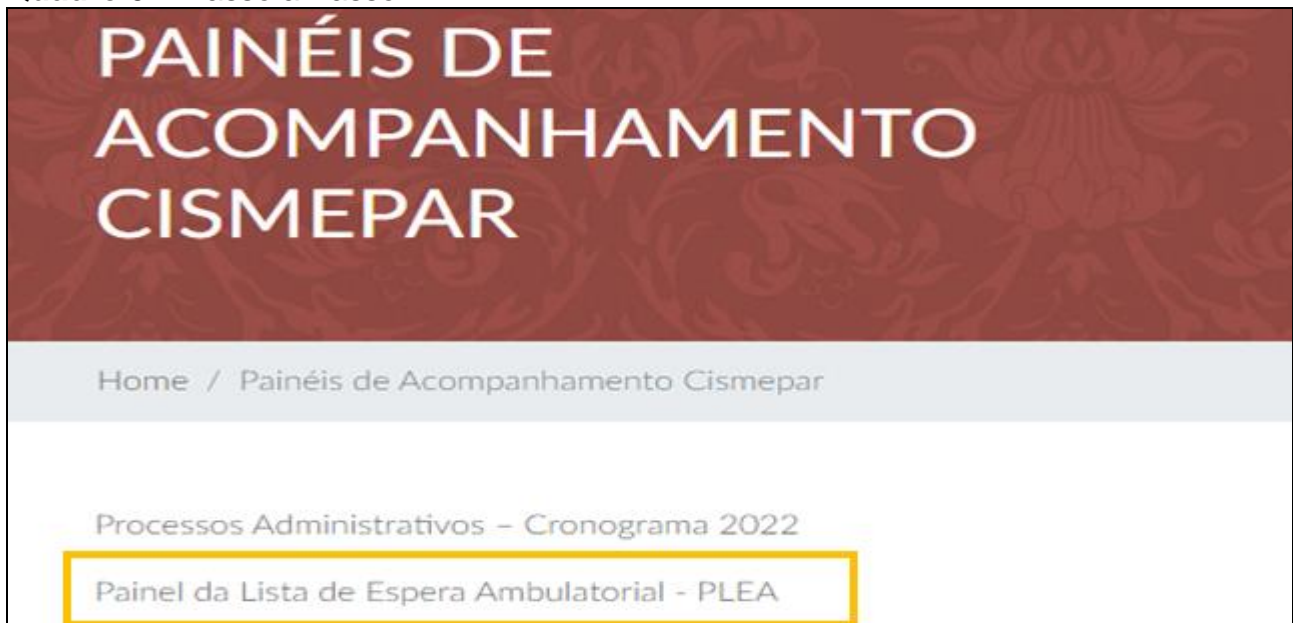 PAINÉIS DE
ACOMPANHAMENTO
CISMEPAR
Home / Painéis de Acompanhamento Cismepar
Processos Administrativos – Cronograma 2022
Painel da Lista de Espera Ambulatorial - PLEA